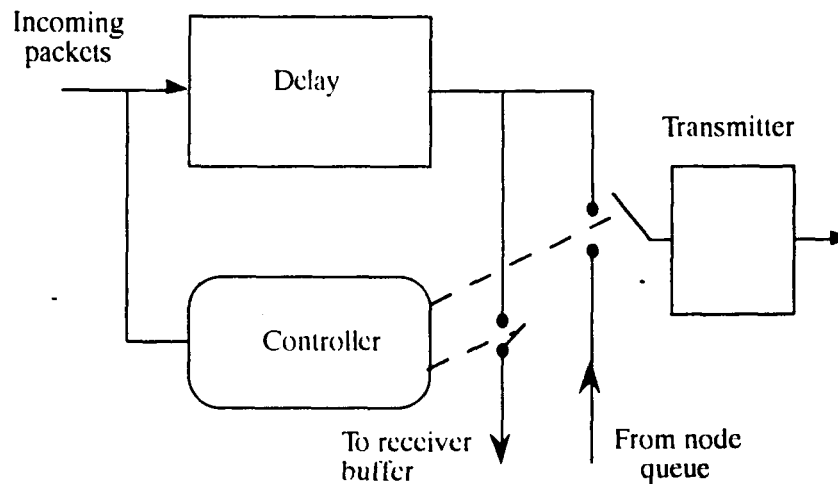 Incoming
packets
Delay
Transmitter
Controller
To receiver
buffer
From node
queue